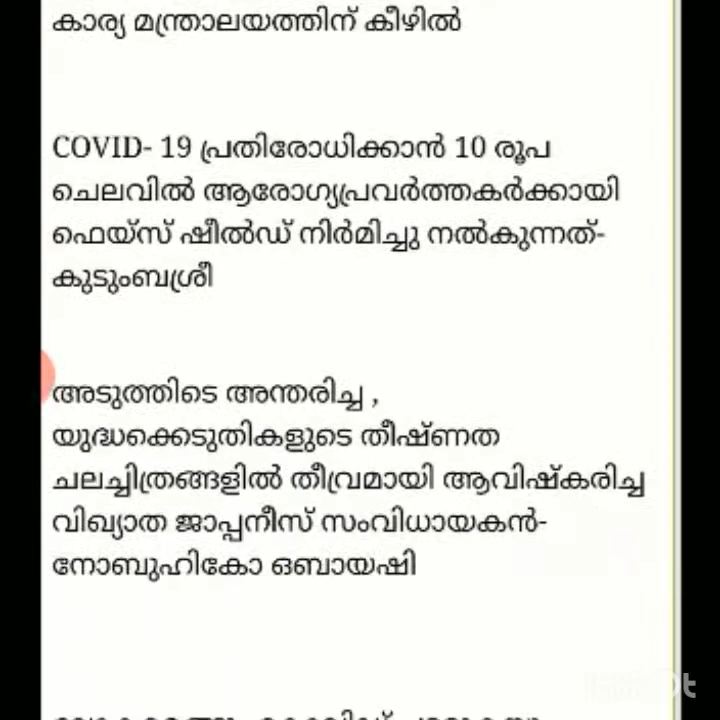 കാര്യ മന്ത്രാലയത്തിന് കീഴിൽ
COVID- 19 പ്രതിരോധിക്കാൻ 10 രൂപ
ചെലവിൽ ആരോഗ്യപ്രവർത്തകർക്കായി
ഫെയ്സ് ഷീൽഡ് നിർമിച്ചു നൽകുന്നത്-
കുടുംബശ്രീ
അടുത്തിടെ അന്തരിച്ച ,
യുദ്ധക്കെടുതികളുടെ തീഷ്ണത
ചലച്ചിത്രങ്ങളിൽ തീവ്രമായി ആവിഷ്കരിച്ച
വിഖ്യാത ജാപ്പനീസ് സംവിധായകൻ-
നോബുഹികോ ഒബായഷി